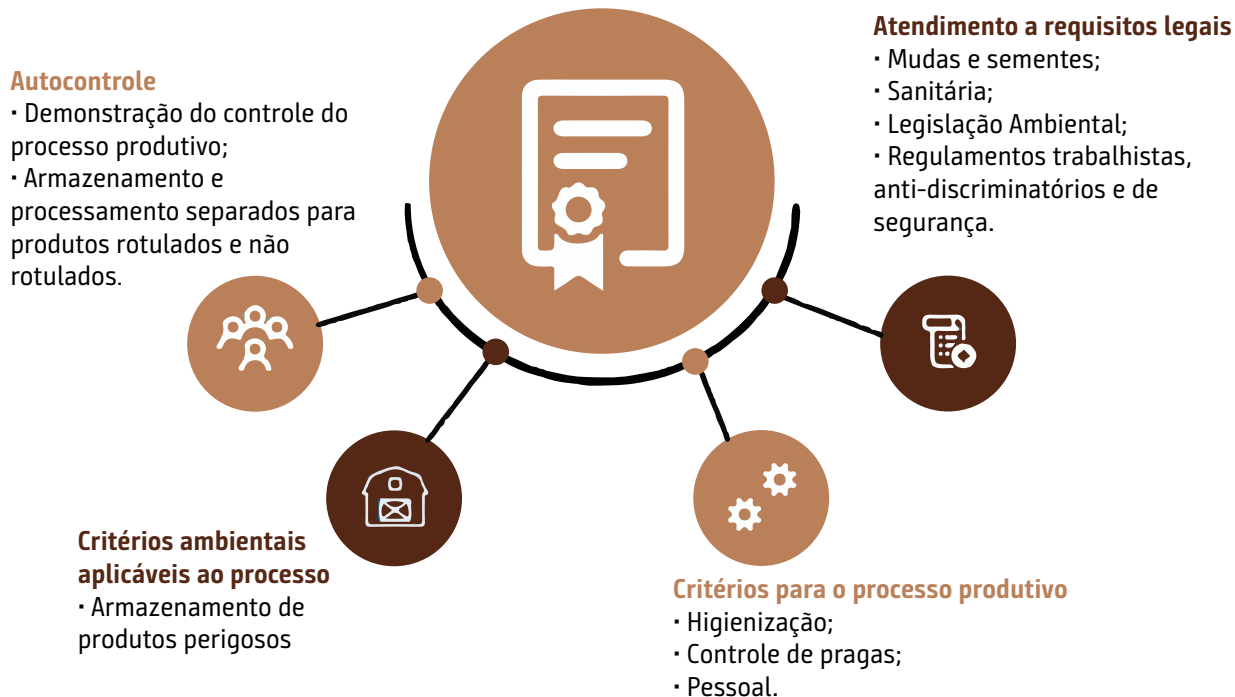 Autocontrole
· Demonstração do controle do
processo produtivo;
· Armazenamento e
processamento separados para
produtos rotulados e não
rotulados.
Atendimento a requisitos legais
· Mudas e sementes;
· Sanitária;
· Legislação Ambiental;
· Regulamentos trabalhistas,
anti-discriminatórios e de
segurança.
Critérios ambientais
aplicáveis ao processo
· Armazenamento de
produtos perigosos
Critérios para o processo produtivo
· Higienização;
· Controle de pragas;
· Pessoal.